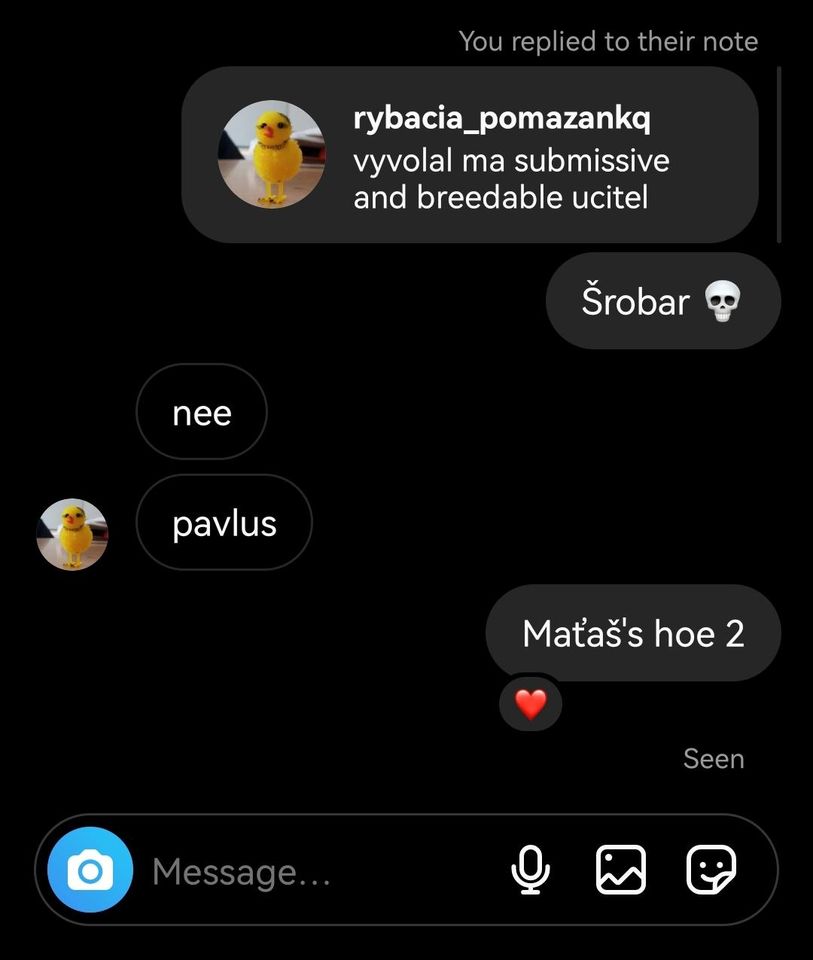 You replied to their note
rybacia_pomazankq
vyvolal ma submissive
and breedable ucitel
Šrobar 💀
nee
pavlus
Maťaš's hoe 2
❤️
Seen
Message...